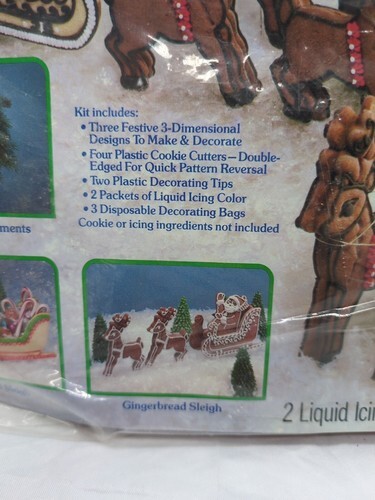 Kit includes:
• Three Festive 3-Dimensional
Designs To Make & Decorate
• Four Plastic Cookie Cutters—Double-
Edged For Quick Pattern Reversal
• Two Plastic Decorating Tips
• 2 Packets of Liquid Icing Color
• 3 Disposable Decorating Bags
Cookie or icing ingredients not included
ments
Gingerbread Sleigh
2 Liquid Ici